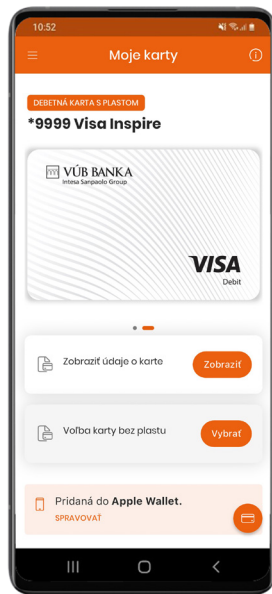 10:52
Moje karty
DEBETNÁ KARTA S PLASTOM
*9999 Visa Inspire
VÚB BANKA
Intesa Sanpaolo Group
VISA
Debit
Zobraziť údaje o karte
Zobraziť
Voľba karty bez plastu
Vybrať
Pridaná do Apple Wallet.
SPRAVOVAŤ